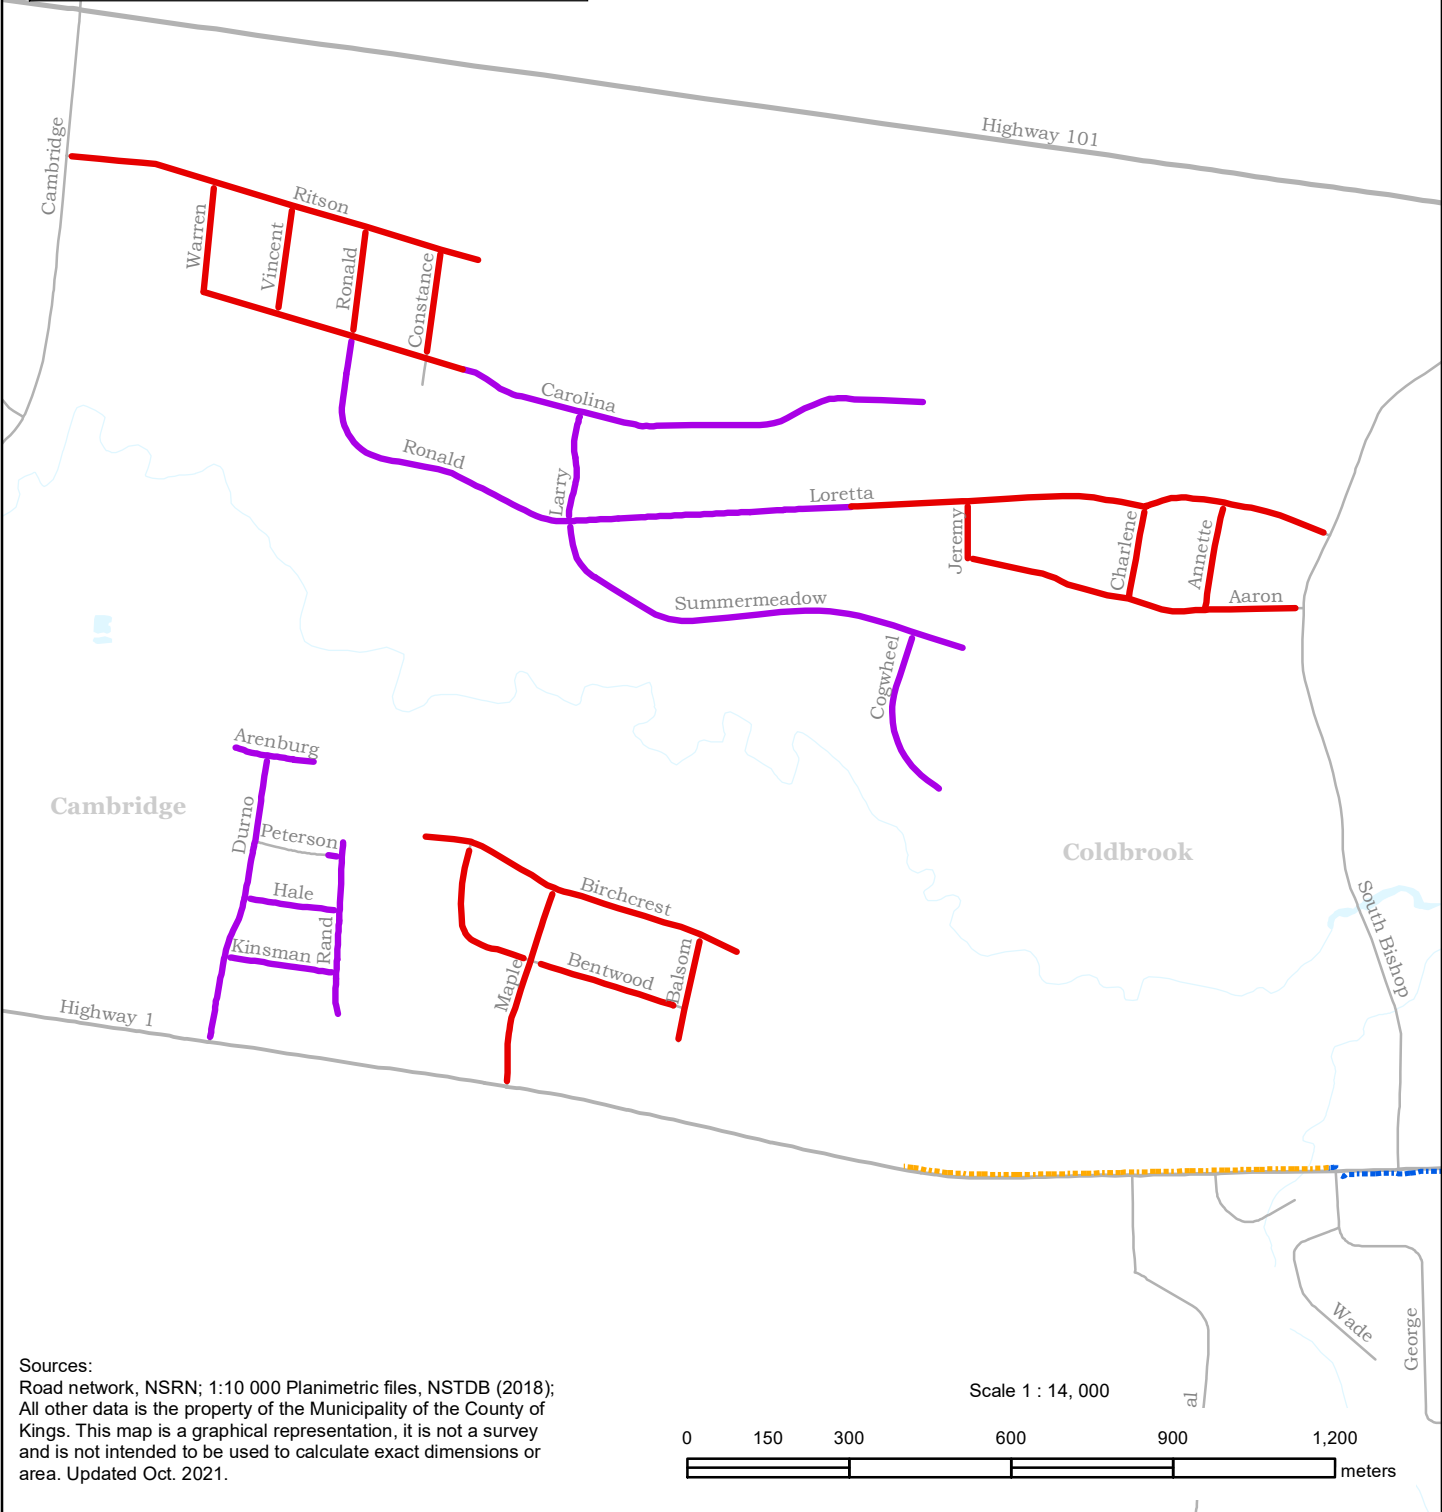 Highway 101
Cambridge
Ritson
Warren
Vincent
Ronald
Constance
Carolina
Ronald
Larry
Loretta
Jeremy
Charlene
Annette
Aaron
Summermeadow
Cogwheel
Arenburg
Cambridge
Durno
Peterson
Hale
Rand
Kinsman
Birchcrest
Bentwood
Balsom
Maple
Coldbrook
South Bishop
Highway 1
Wade
George
al
Sources:
Road network, NSRN; 1:10 000 Planimetric files, NSTDB (2018);
All other data is the property of the Municipality of the County of
Kings. This map is a graphical representation, it is not a survey
and is not intended to be used to calculate exact dimensions or
area. Updated Oct. 2021.
Scale 1 : 14, 000
0 150 300 600 900 1,200
meters